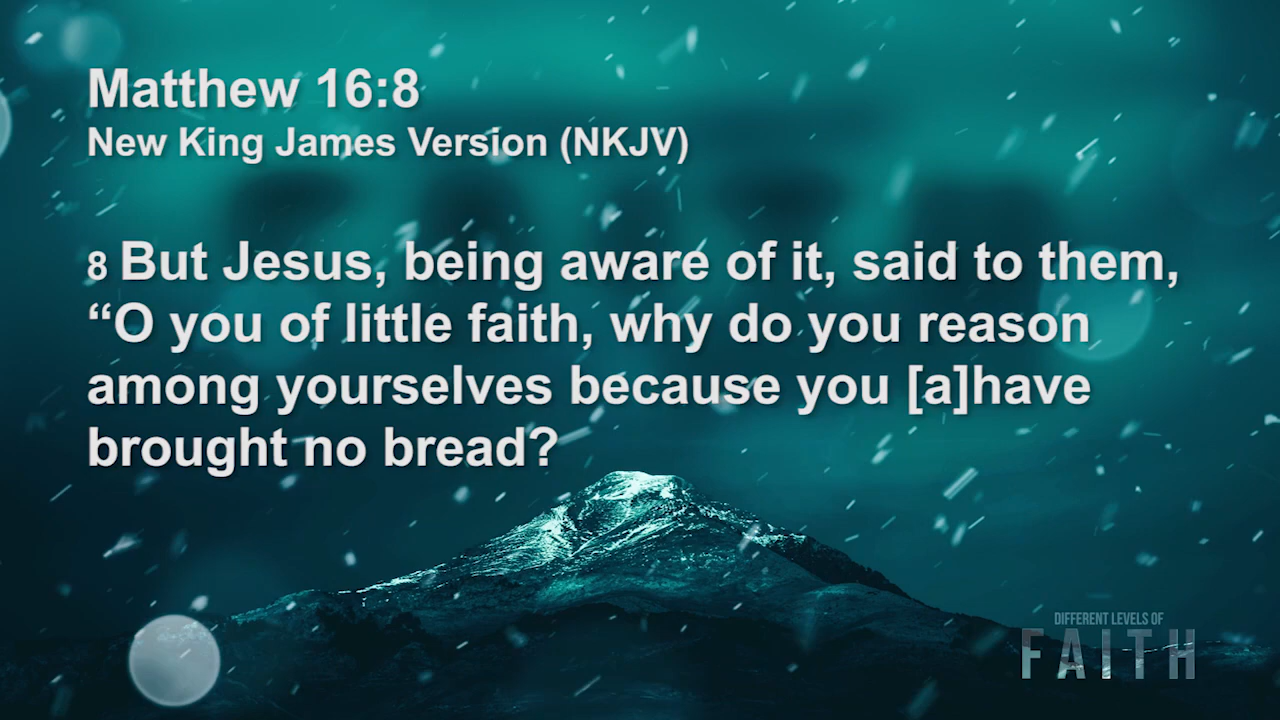 Matthew 16:8
New King James Version (NKJV)
8 But Jesus, being aware of it, said to them,
“O you of little faith, why do you reason
among yourselves because you [a]have
brought no bread?
DIFFERENT LEVELS OF
FAITH